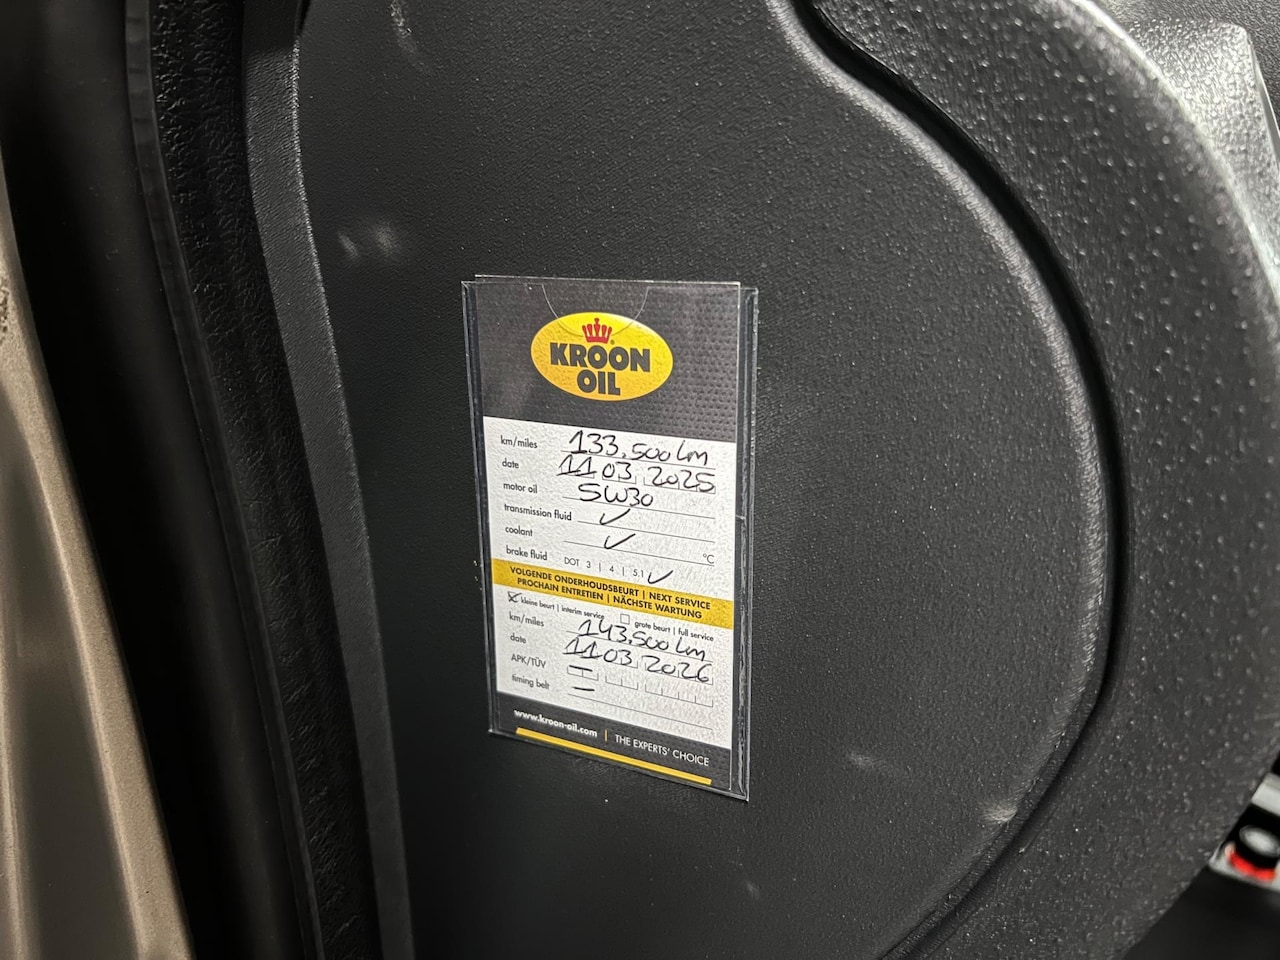 KROON
OIL
km/miles 133.500 km
date 11 03 2025
motor oil 5W30
transmission fluid ✓
coolant ✓ °C
brake fluid DOT 3 | 4 | 5.1 ✓
VOLGENDE ONDERHOUDSBEURT | NEXT SERVICE
PROCHAIN ENTRETIEN | NÄCHSTE WARTUNG
☒ kleine beurt | interim service ☐ grote beurt | full service
km/miles 143.500 km
date 11 03 2026
APK/TÜV –
timing belt –
www.kroon-oil.com | THE EXPERTS' CHOICE